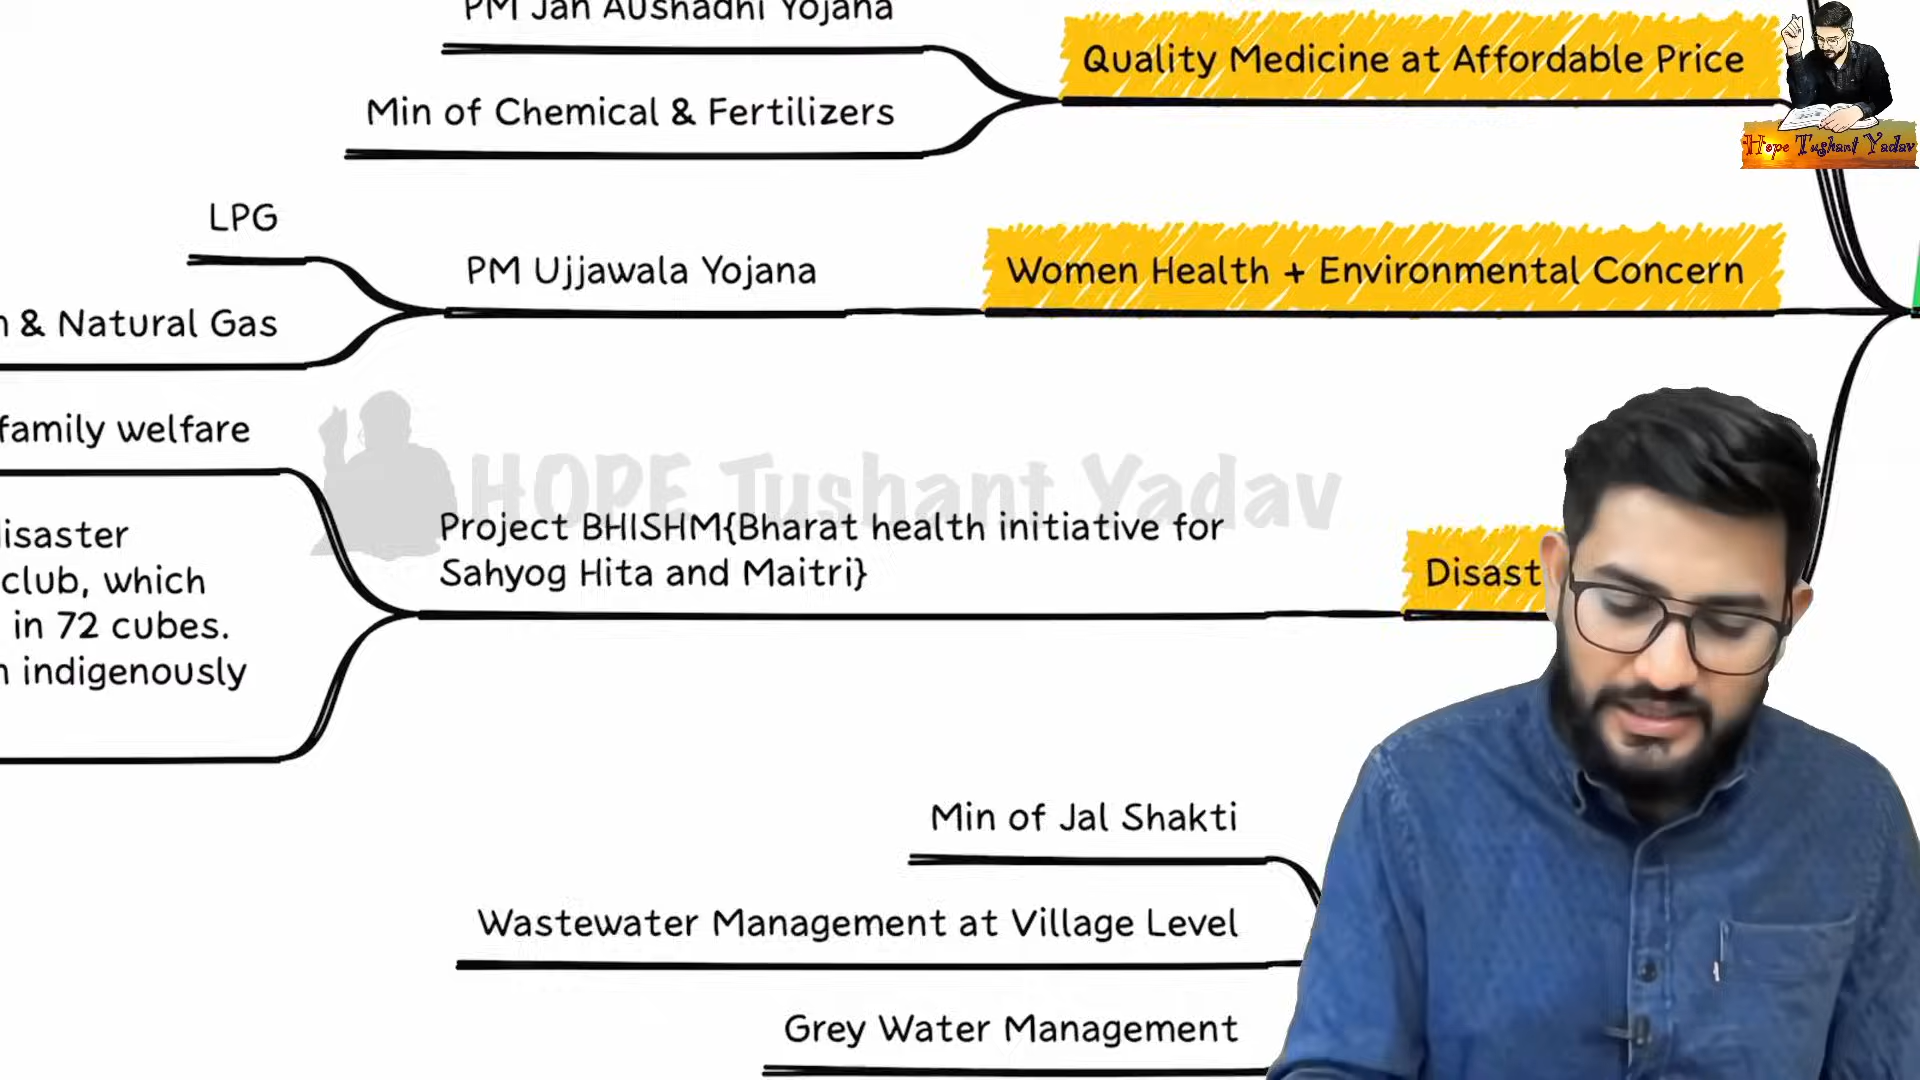 PM Jan Aushadhi Yojana
Quality Medicine at Affordable Price
Min of Chemical & Fertilizers
Hope Tushant Yadav
LPG
PM Ujjawala Yojana
Women Health + Environmental Concern
& Natural Gas
family welfare
HOPE Tushant Yadav
Project BHISHM{Bharat health initiative for
Sahyog Hita and Maitri}
club, which
in 72 cubes.
indigenously
Min of Jal Shakti
Wastewater Management at Village Level
Grey Water Management